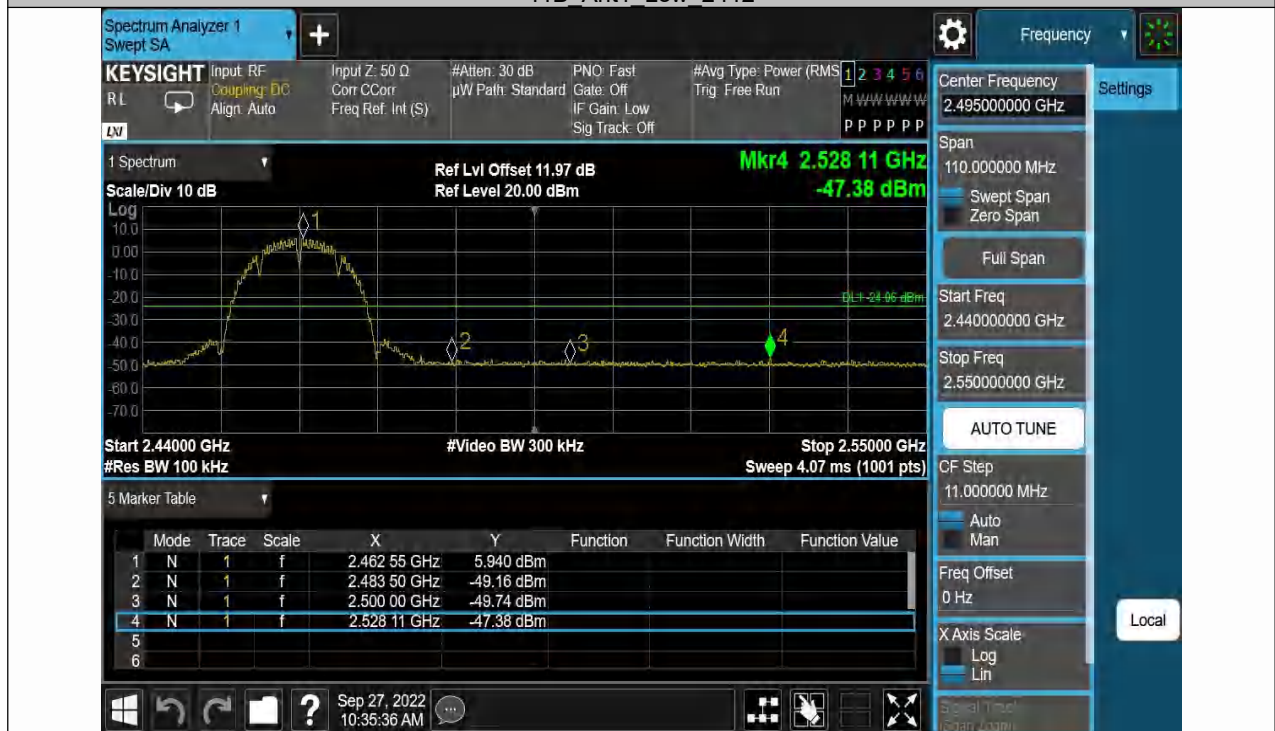 Spectrum Analyzer 1
Swept SA
+
Frequency
KEYSIGHT Input: RF Input Z: 50 Ω #Atten: 30 dB PNO: Fast #Avg Type: Power (RMS 1 2 3 4 5 6
RL Coupling: DC Corr CCorr µW Path: Standard Gate: Off Trig: Free Run M W W W W W
Align: Auto Freq Ref: Int (S) IF Gain: Low
LXI Sig Track: Off P P P P P P
1 Spectrum
Ref Lvl Offset 11.97 dB Mkr4 2.528 11 GHz
Scale/Div 10 dB Ref Level 20.00 dBm -47.38 dBm
Log
10.0
0.00
-10.0
-20.0
-30.0
-40.0
-50.0
-60.0
-70.0
1
2
3
4
DL1 -24.06 dBm
Start 2.44000 GHz #Video BW 300 kHz Stop 2.55000 GHz
#Res BW 100 kHz Sweep 4.07 ms (1001 pts)
5 Marker Table
Mode Trace Scale X Y Function Function Width Function Value
1 N 1 f 2.462 55 GHz 5.940 dBm
2 N 1 f 2.483 50 GHz -49.16 dBm
3 N 1 f 2.500 00 GHz -49.74 dBm
4 N 1 f 2.528 11 GHz -47.38 dBm
5
6
?
Sep 27, 2022
10:35:36 AM
Center Frequency
2.495000000 GHz
Settings
Span
110.000000 MHz
Swept Span
Zero Span
Full Span
Start Freq
2.440000000 GHz
Stop Freq
2.550000000 GHz
AUTO TUNE
CF Step
11.000000 MHz
Auto
Man
Freq Offset
0 Hz
X Axis Scale
Log
Lin
Local